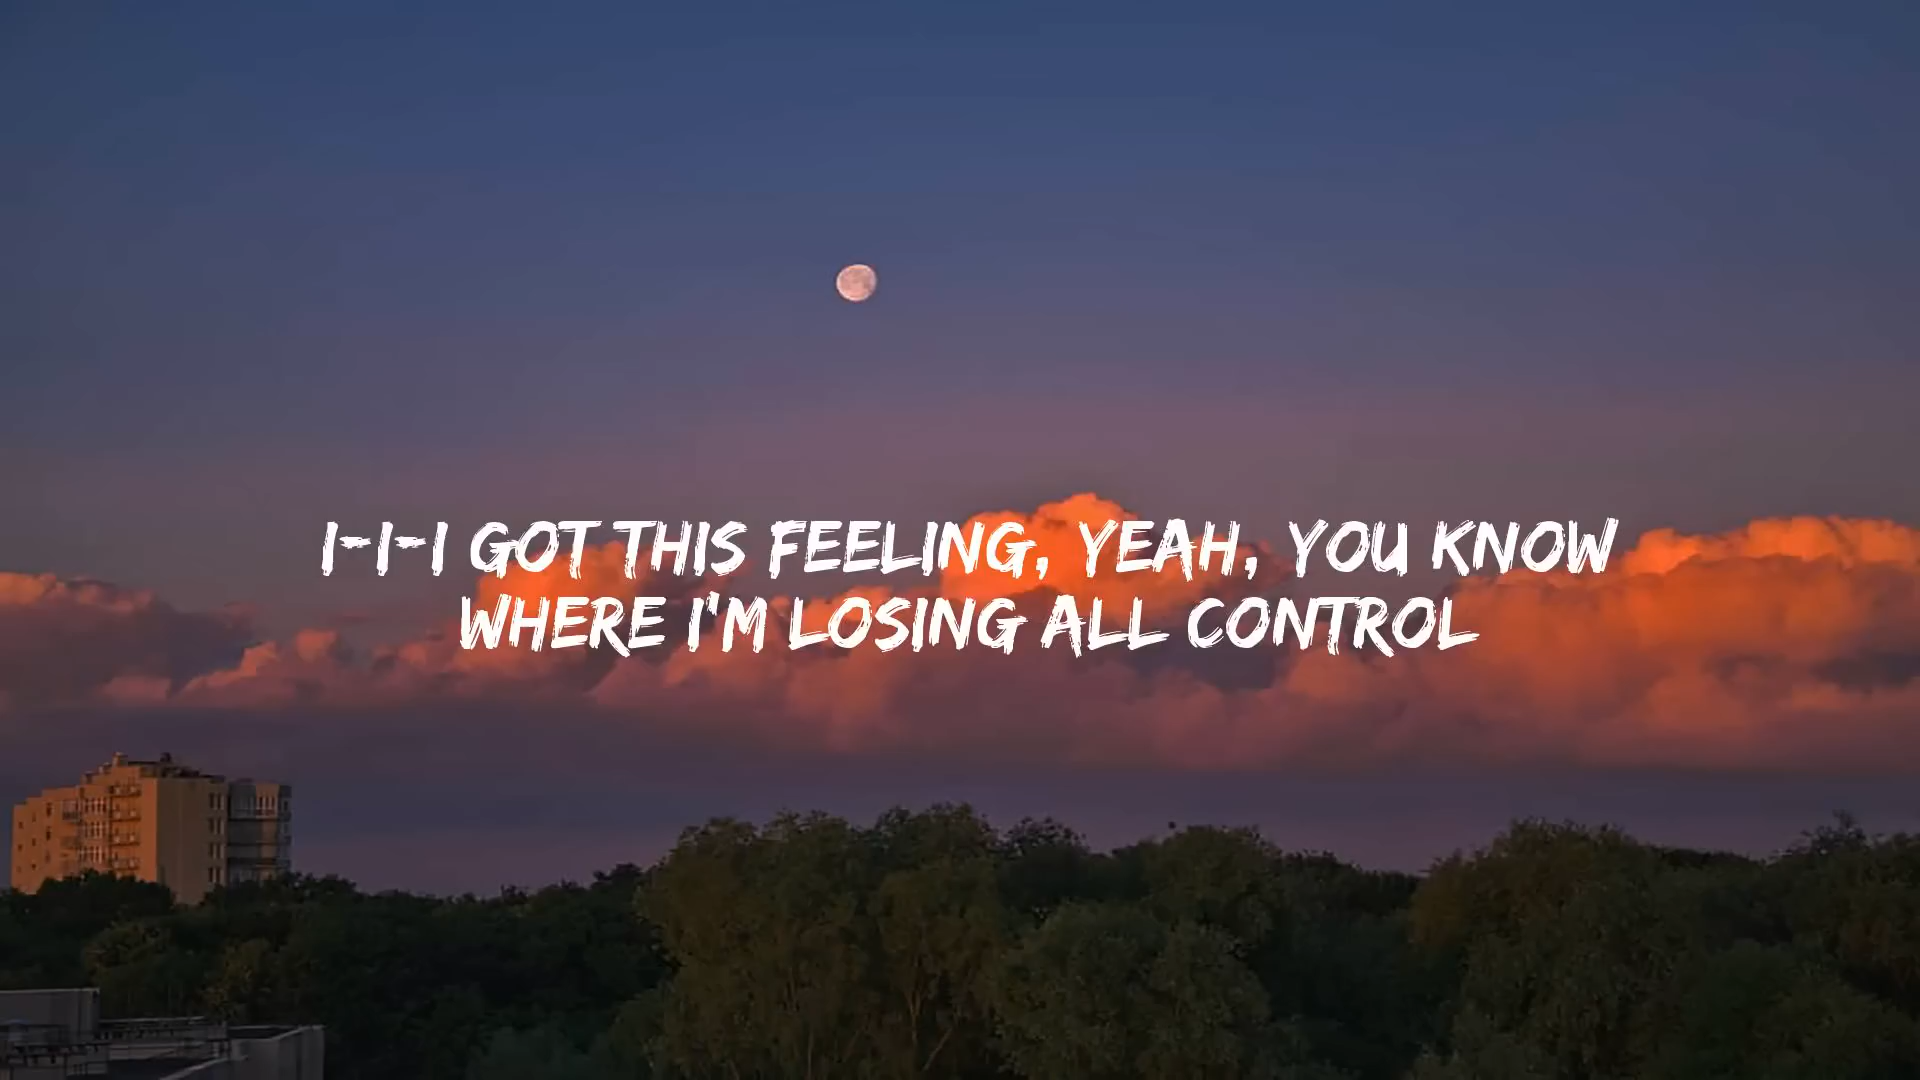 I-I-I GOT THIS FEELING, YEAH, YOU KNOW
WHERE I'M LOSING ALL CONTROL